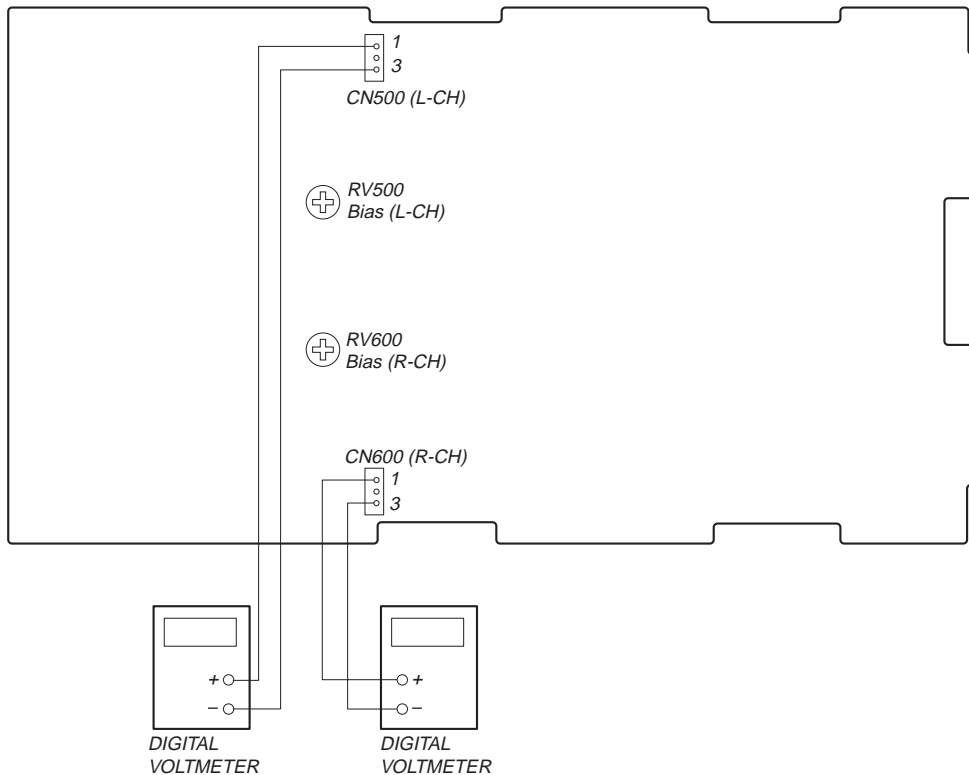 1
3
CN500 (L-CH)
RV500
Bias (L-CH)
RV600
Bias (R-CH)
CN600 (R-CH)
1
3
+
−
+
−
DIGITAL
VOLTMETER
DIGITAL
VOLTMETER